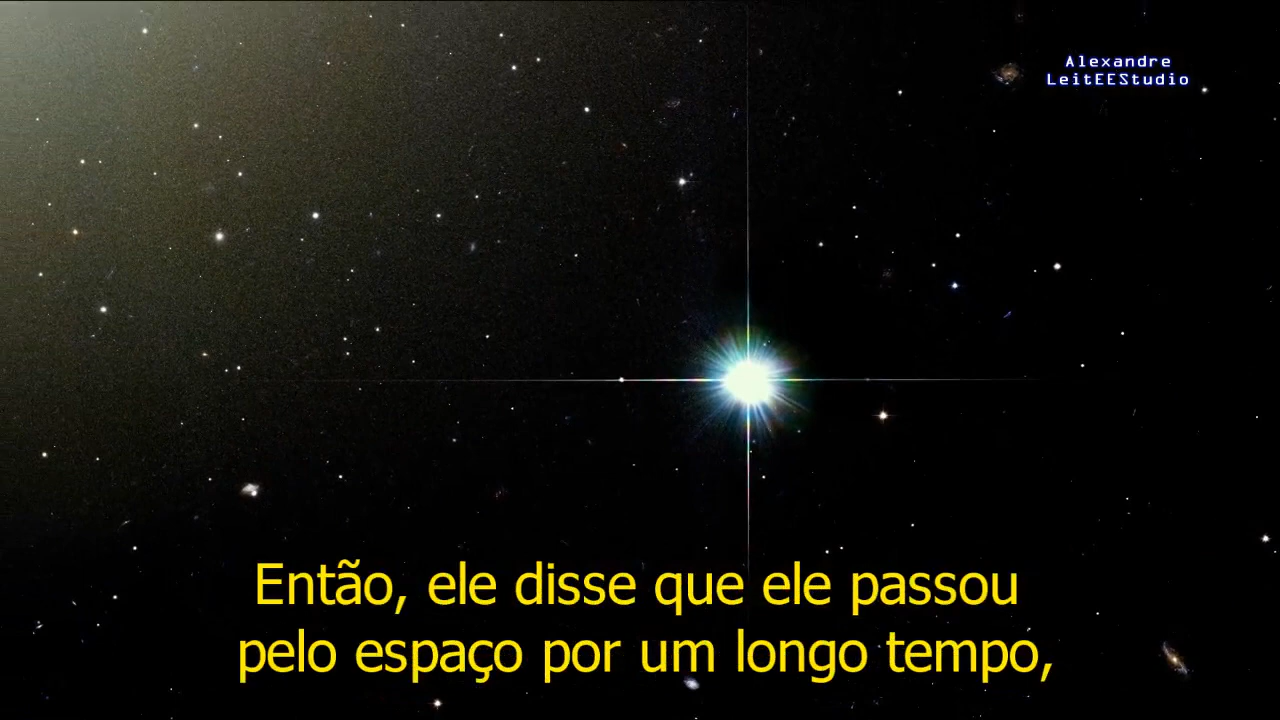 Alexandre
LeitEEStudio
Então, ele disse que ele passou
pelo espaço por um longo tempo,